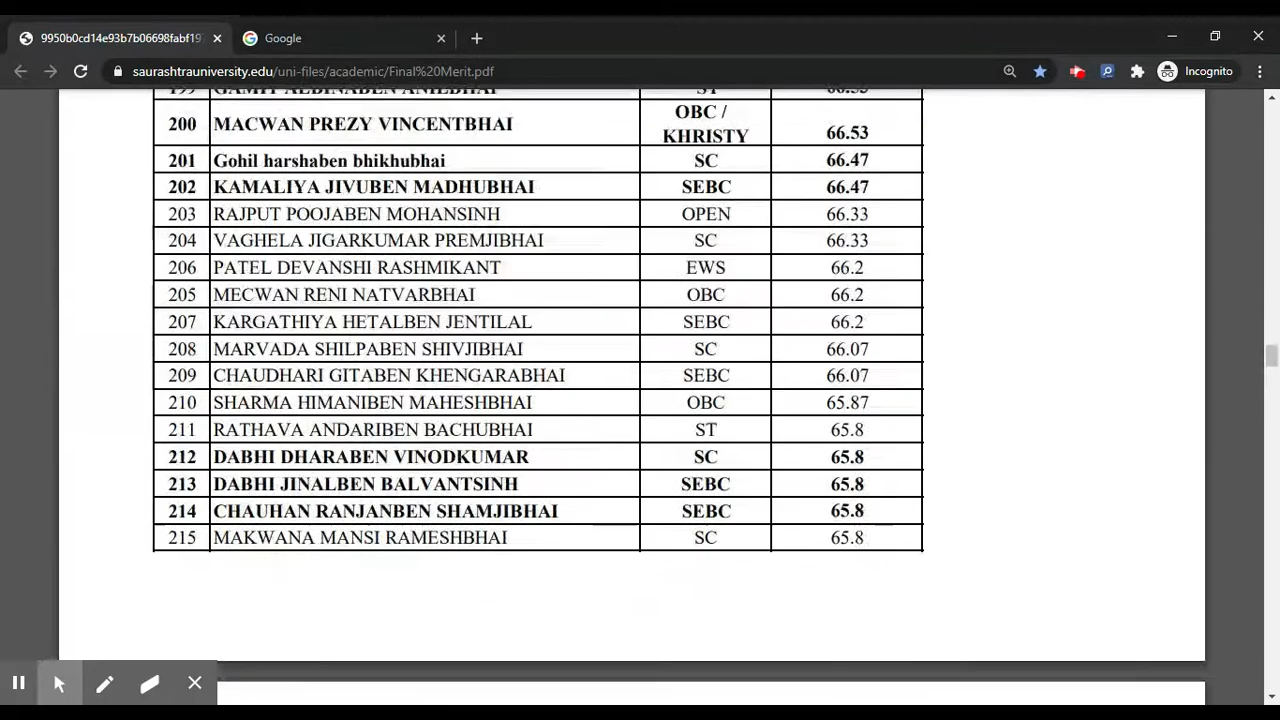 9950b0cd14e93b7b06698fabf19
Google
saurashtrauniversity.edu/uni-files/academic/Final%20Merit.pdf
Incognito
199 GAMIT ALBINABEN ANILBHAI ST
200 MACWAN PREZY VINCENTBHAI OBC / KHRISTY 66.53
201 Gohil harshaben bhikhubhai SC 66.47
202 KAMALIYA JIVUBEN MADHUBHAI SEBC 66.47
203 RAJPUT POOJABEN MOHANSINH OPEN 66.33
204 VAGHELA JIGARKUMAR PREMJIBHAI SC 66.33
206 PATEL DEVANSHI RASHMIKANT EWS 66.2
205 MECWAN RENI NATVARBHAI OBC 66.2
207 KARGATHIYA HETALBEN JENTILAL SEBC 66.2
208 MARVADA SHILPABEN SHIVJIBHAI SC 66.07
209 CHAUDHARI GITABEN KHENGARABHAI SEBC 66.07
210 SHARMA HIMANIBEN MAHESHBHAI OBC 65.87
211 RATHAVA ANDARIBEN BACHUBHAI ST 65.8
212 DABHI DHARABEN VINODKUMAR SC 65.8
213 DABHI JINALBEN BALVANTSINH SEBC 65.8
214 CHAUHAN RANJANBEN SHAMJIBHAI SEBC 65.8
215 MAKWANA MANSI RAMESHBHAI SC 65.8